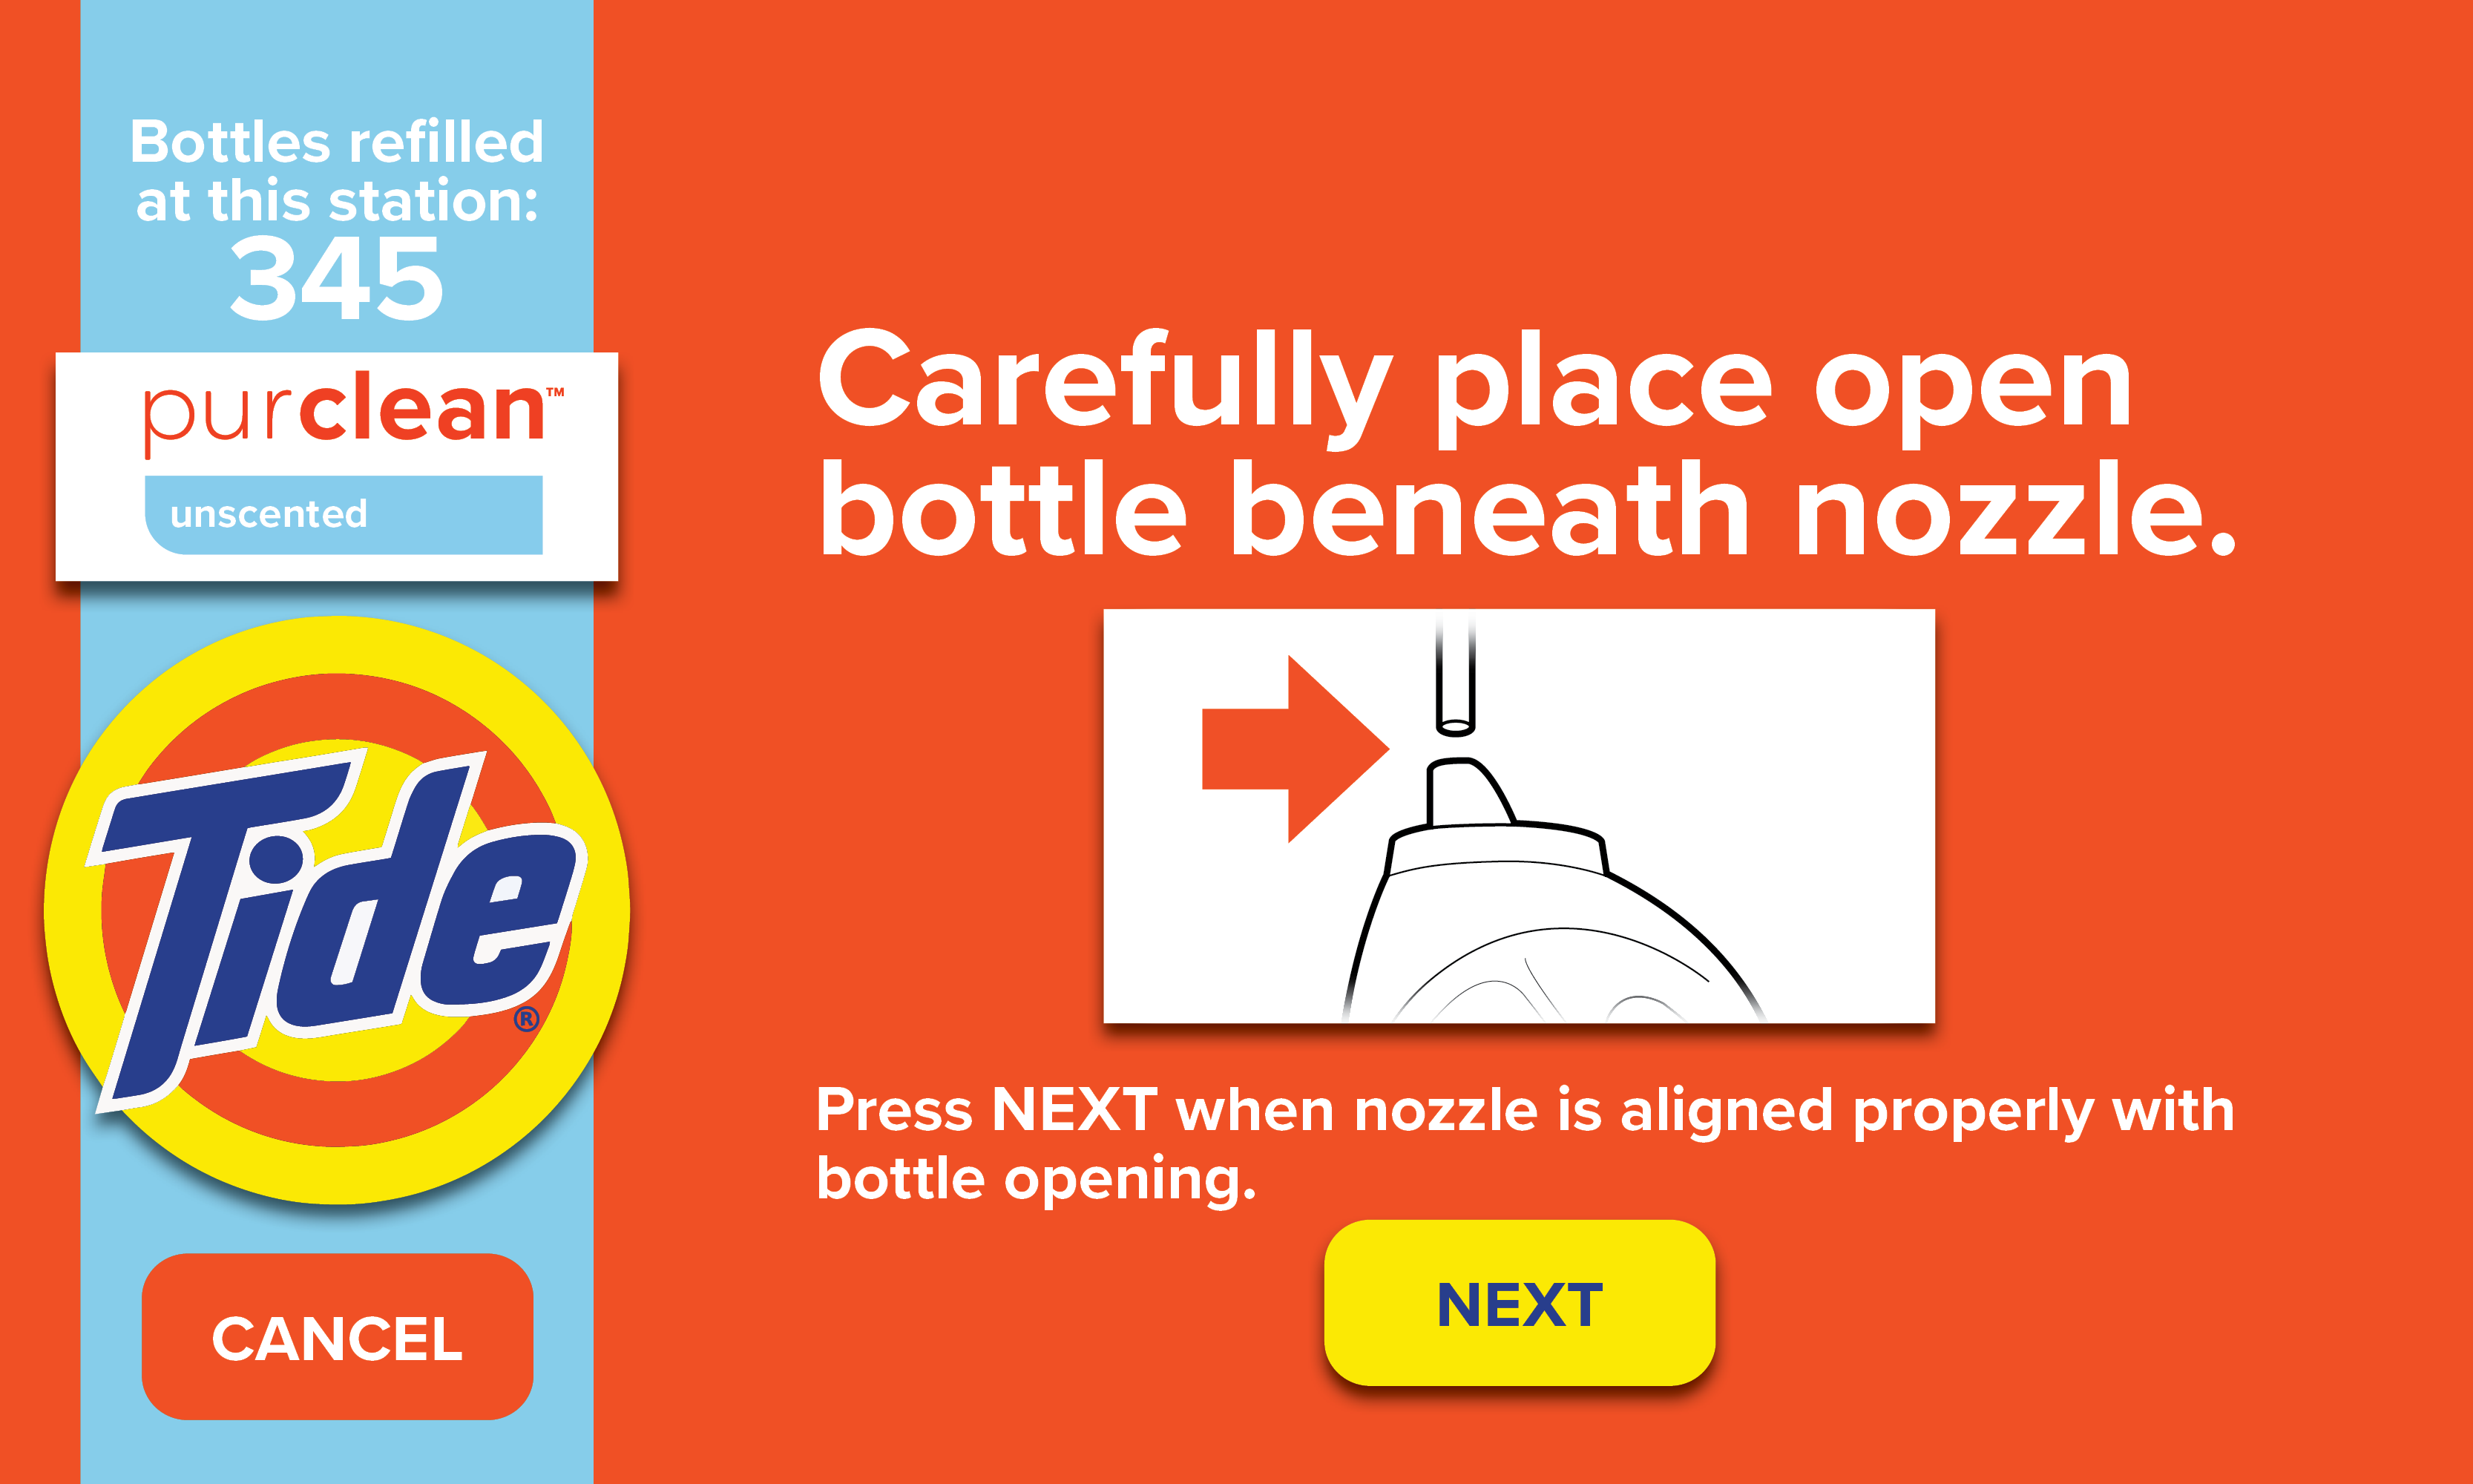 Bottles refilled
at this station:
345
purclean™
unscented
Tide®
CANCEL
Carefully place open
bottle beneath nozzle.
Press NEXT when nozzle is aligned properly with
bottle opening.
NEXT